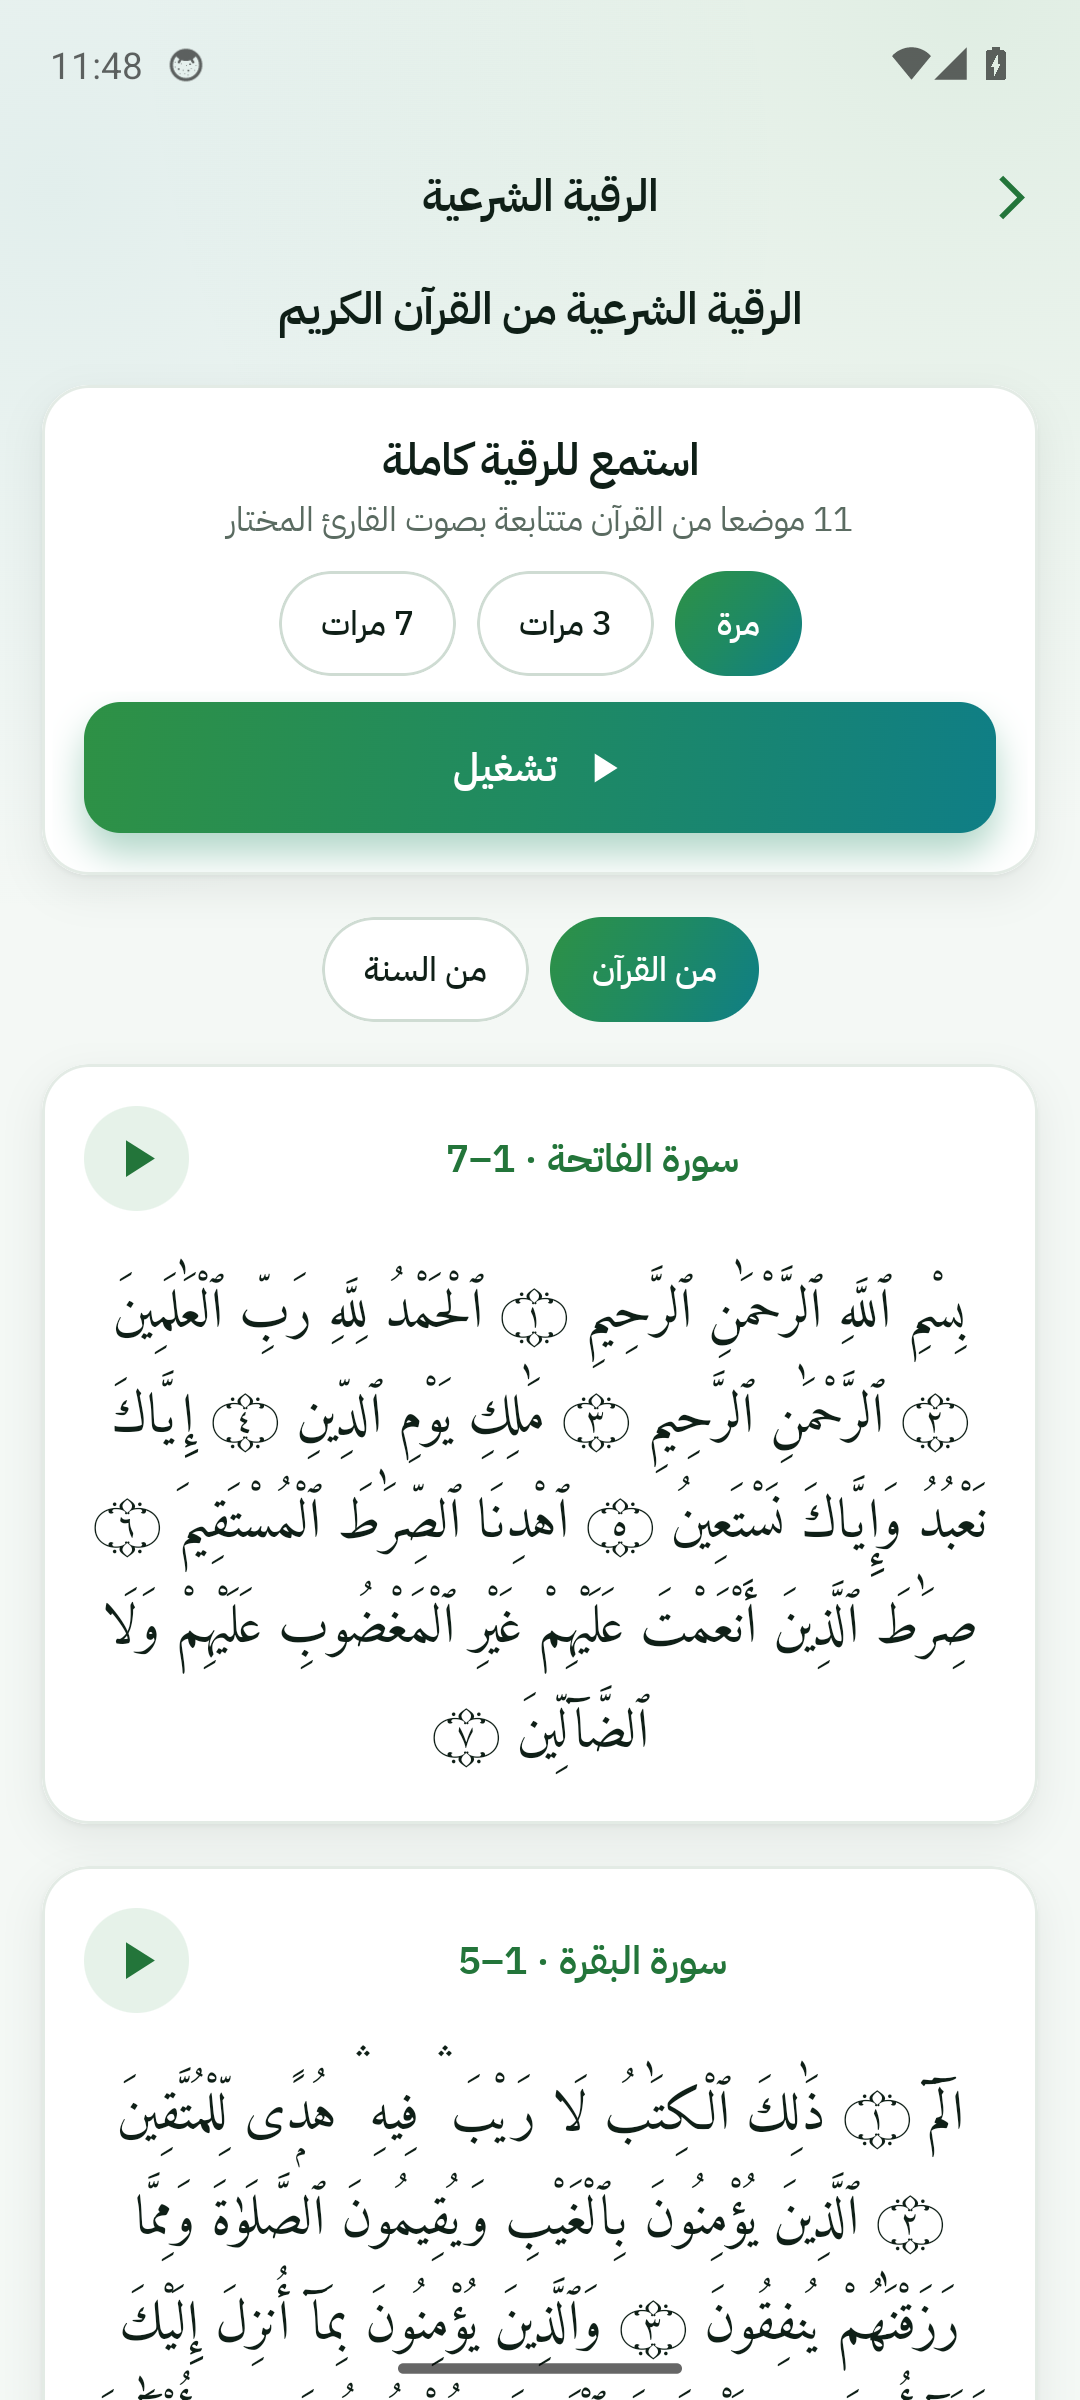 11:48
الرقية الشرعية
الرقية الشرعية من القرآن الكريم
استمع للرقية كاملة
11 موضعا من القرآن متتابعة بصوت القارئ المختار
مرة
3 مرات
7 مرات
تشغيل
من القرآن
من السنة
سورة الفاتحة · 1–7
بِسْمِ ٱللَّهِ ٱلرَّحْمَٰنِ ٱلرَّحِيمِ ۝١ ٱلْحَمْدُ لِلَّهِ رَبِّ ٱلْعَٰلَمِينَ
۝٢ ٱلرَّحْمَٰنِ ٱلرَّحِيمِ ۝٣ مَٰلِكِ يَوْمِ ٱلدِّينِ ۝٤ إِيَّاكَ
نَعْبُدُ وَإِيَّاكَ نَسْتَعِينُ ۝٥ ٱهْدِنَا ٱلصِّرَٰطَ ٱلْمُسْتَقِيمَ ۝٦
صِرَٰطَ ٱلَّذِينَ أَنْعَمْتَ عَلَيْهِمْ غَيْرِ ٱلْمَغْضُوبِ عَلَيْهِمْ وَلَا
ٱلضَّآلِّينَ ۝٧
سورة البقرة · 1–5
الٓمٓ ۝١ ذَٰلِكَ ٱلْكِتَٰبُ لَا رَيْبَ ۛ فِيهِ ۛ هُدًۭى لِّلْمُتَّقِينَ
۝٢ ٱلَّذِينَ يُؤْمِنُونَ بِٱلْغَيْبِ وَيُقِيمُونَ ٱلصَّلَوٰةَ وَمِمَّا
رَزَقْنَٰهُمْ يُنفِقُونَ ۝٣ وَٱلَّذِينَ يُؤْمِنُونَ بِمَآ أُنزِلَ إِلَيْكَ